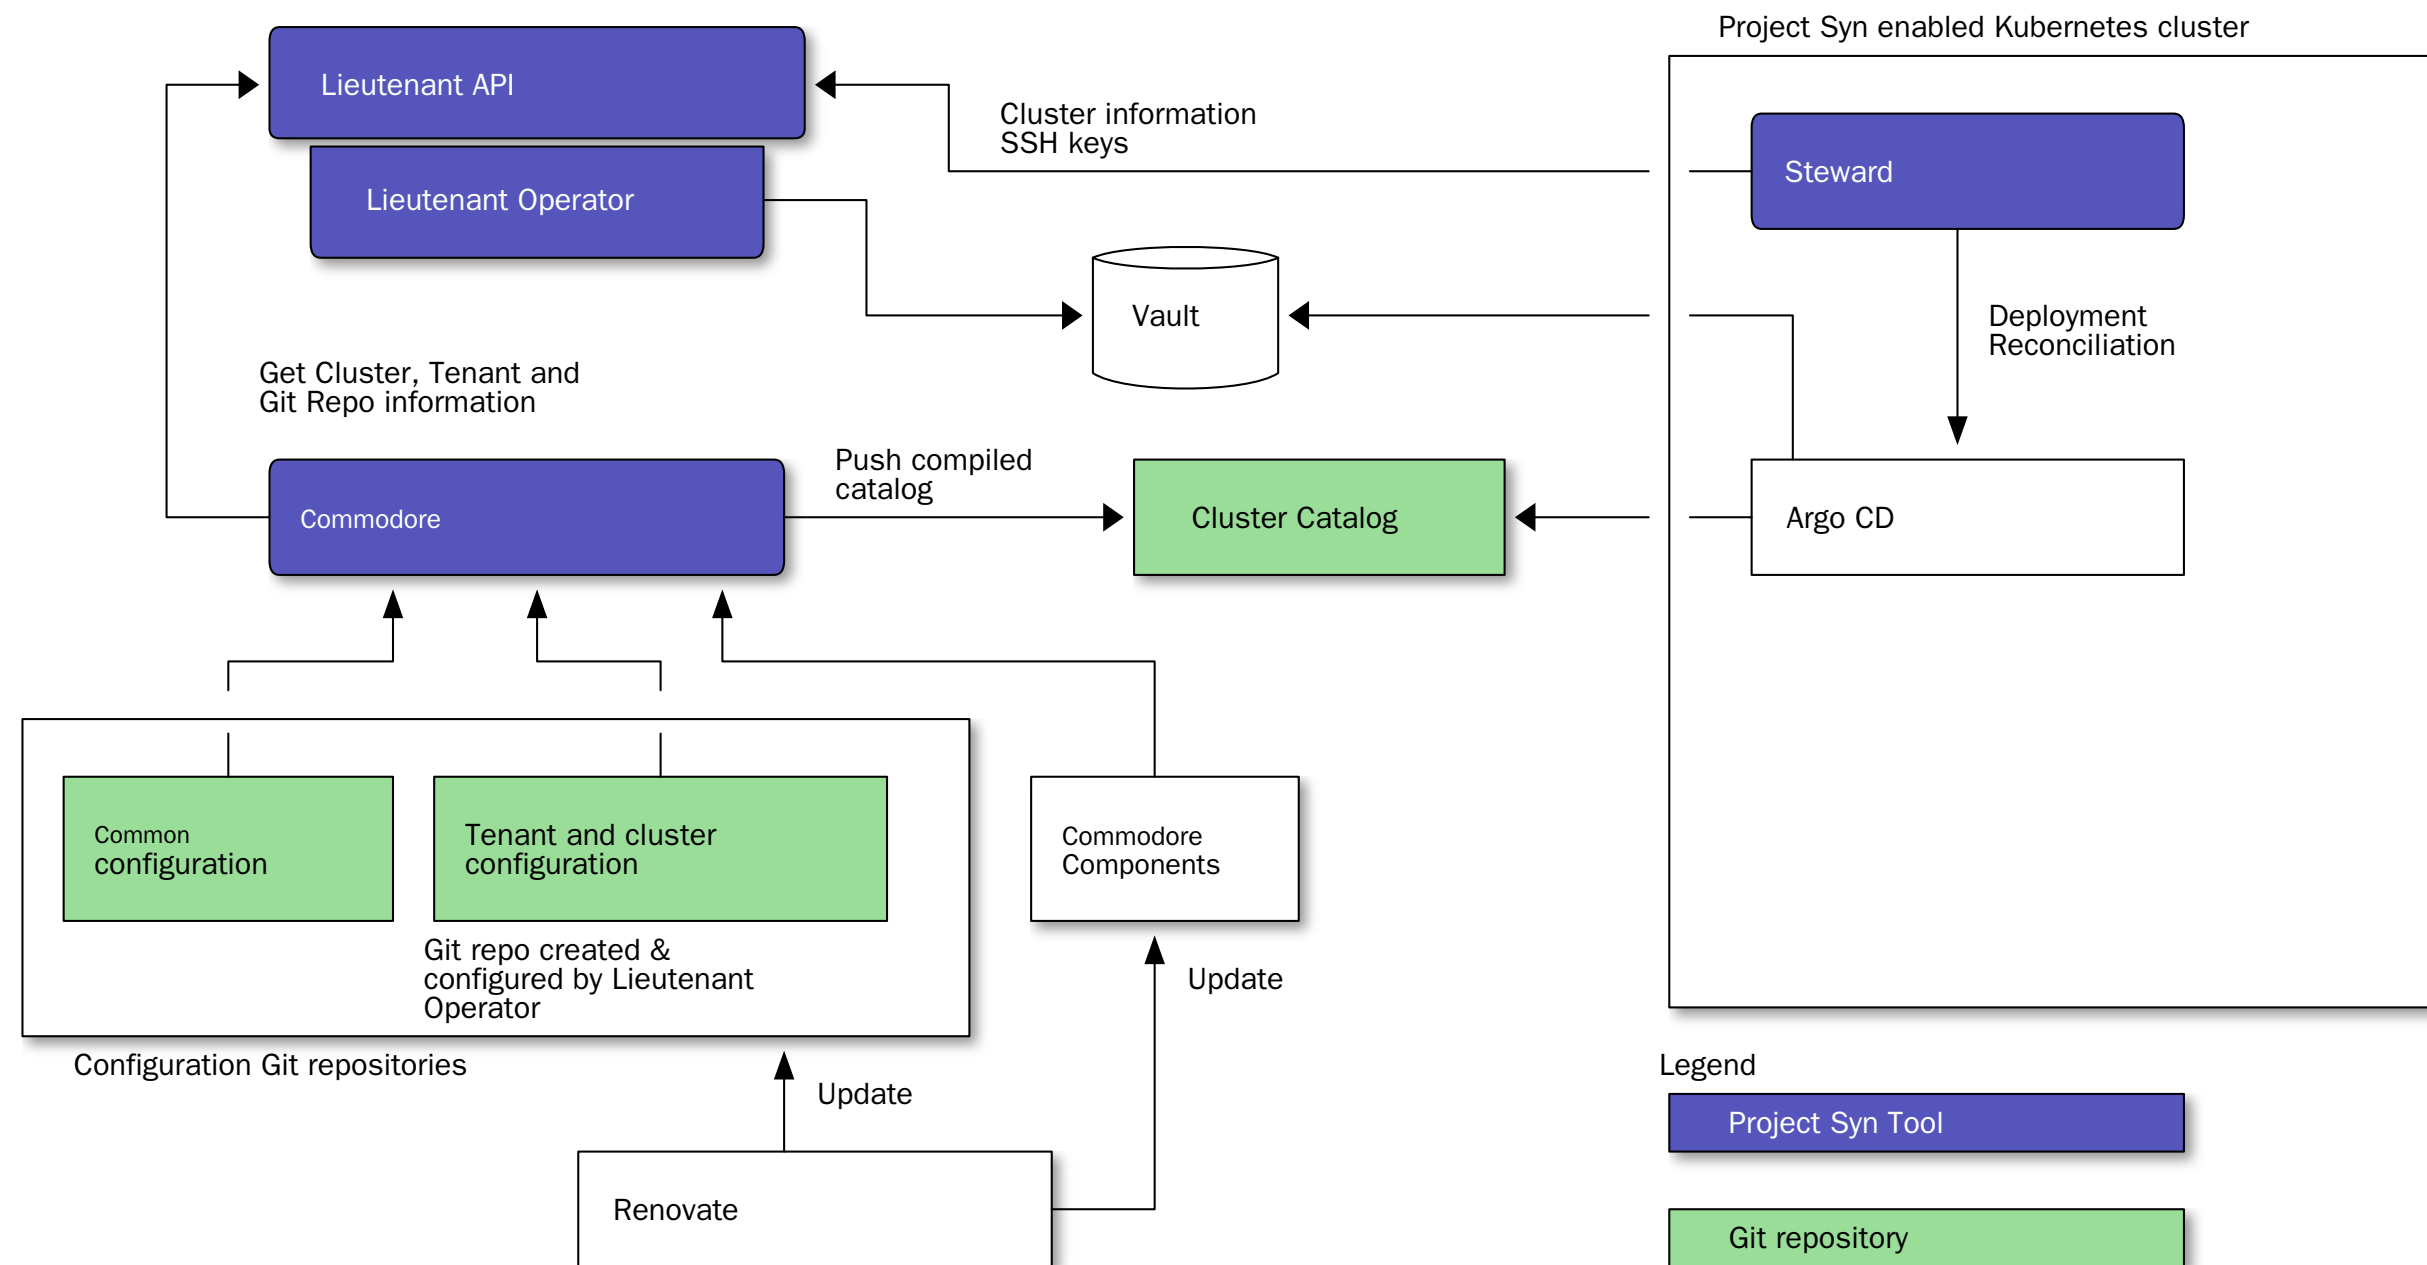 Project Syn enabled Kubernetes cluster
Lieutenant API
Cluster information
SSH keys
Steward
Lieutenant Operator
Vault
Deployment
Reconciliation
Get Cluster, Tenant and
Git Repo information
Push compiled
catalog
Commodore
Cluster Catalog
Argo CD
Common
configuration
Tenant and cluster
configuration
Commodore
Components
Git repo created &
configured by Lieutenant
Operator
Update
Configuration Git repositories
Update
Legend
Project Syn Tool
Renovate
Git repository